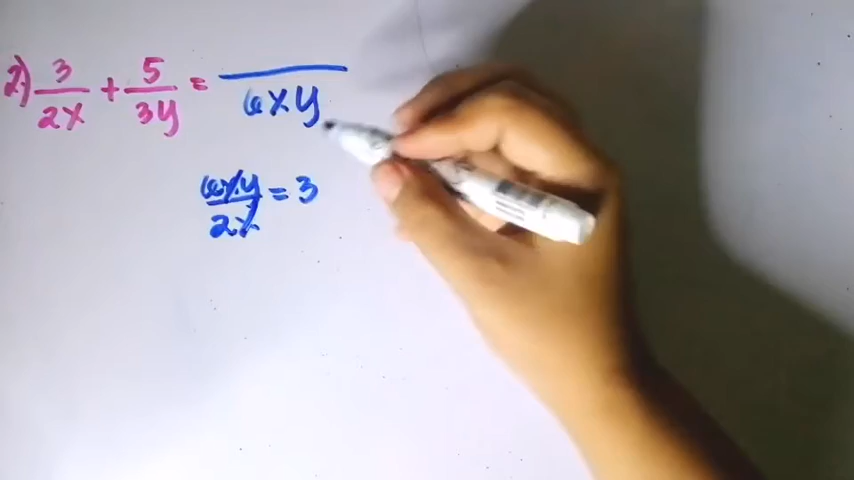 2.) 3/2x + 5/3y = /6xy
6xy/2x = 3